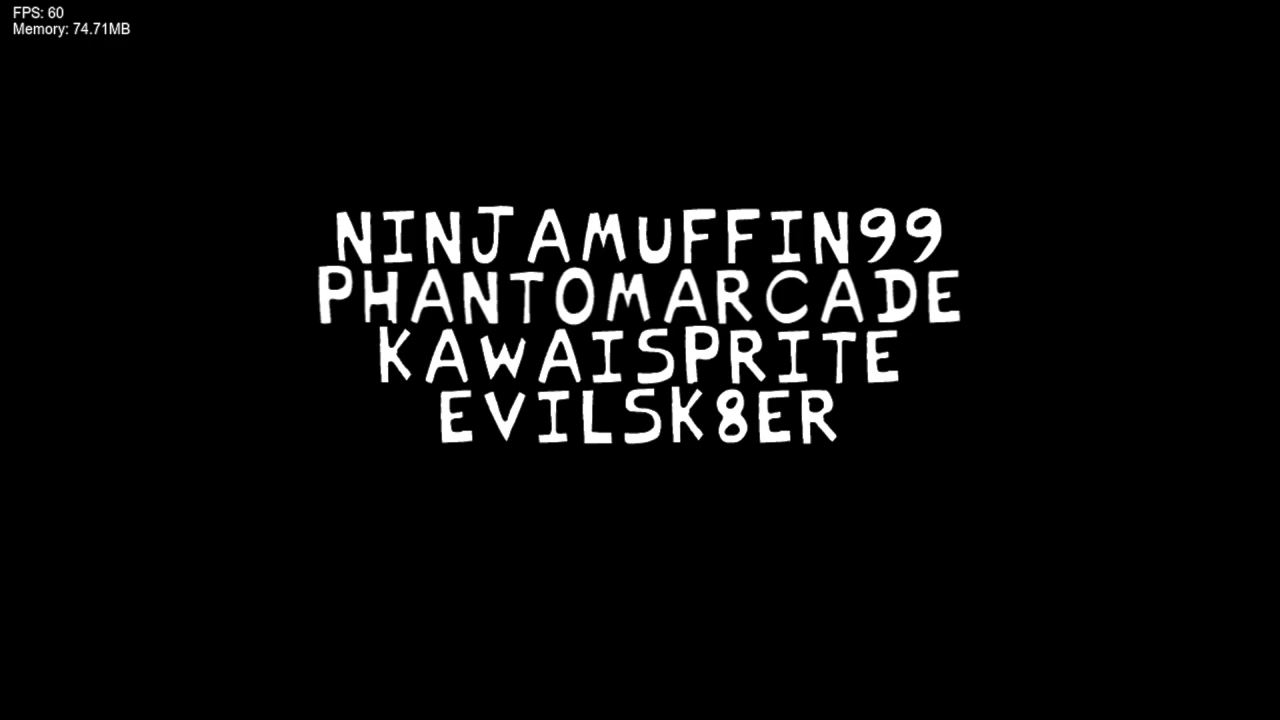 FPS: 60
Memory: 74.71MB
NINJAMUFFIN99
PHANTOMARCADE
KAWAISPRITE
EVILSK8ER